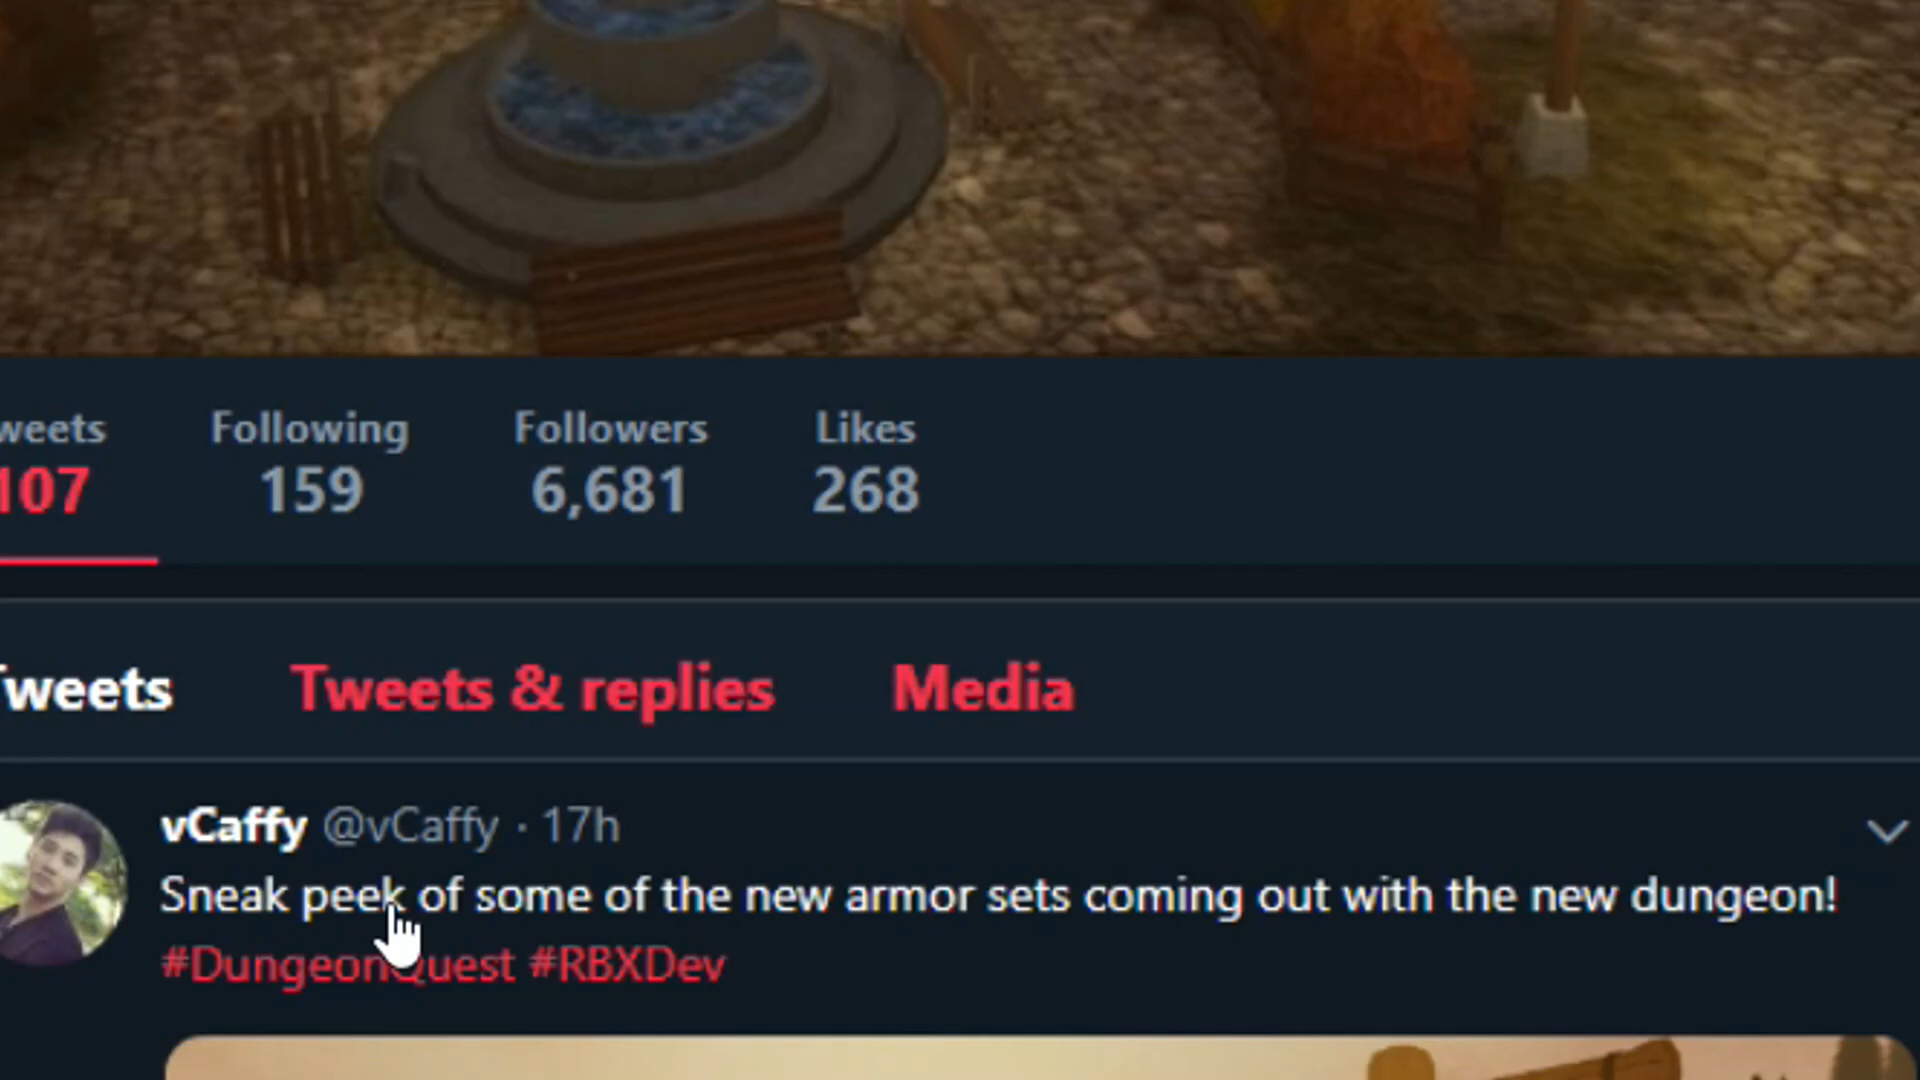 weets Following Followers Likes
107 159 6,681 268
Tweets Tweets & replies Media
vCaffy @vCaffy · 17h
Sneak peek of some of the new armor sets coming out with the new dungeon!
#DungeonQuest #RBXDev